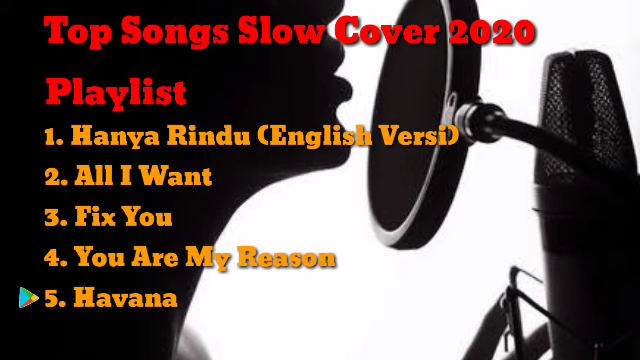 Top Songs Slow Cover 2020
Playlist
1. Hanya Rindu (English Versi)
2. All I Want
3. Fix You
4. You Are My Reason
5. Havana